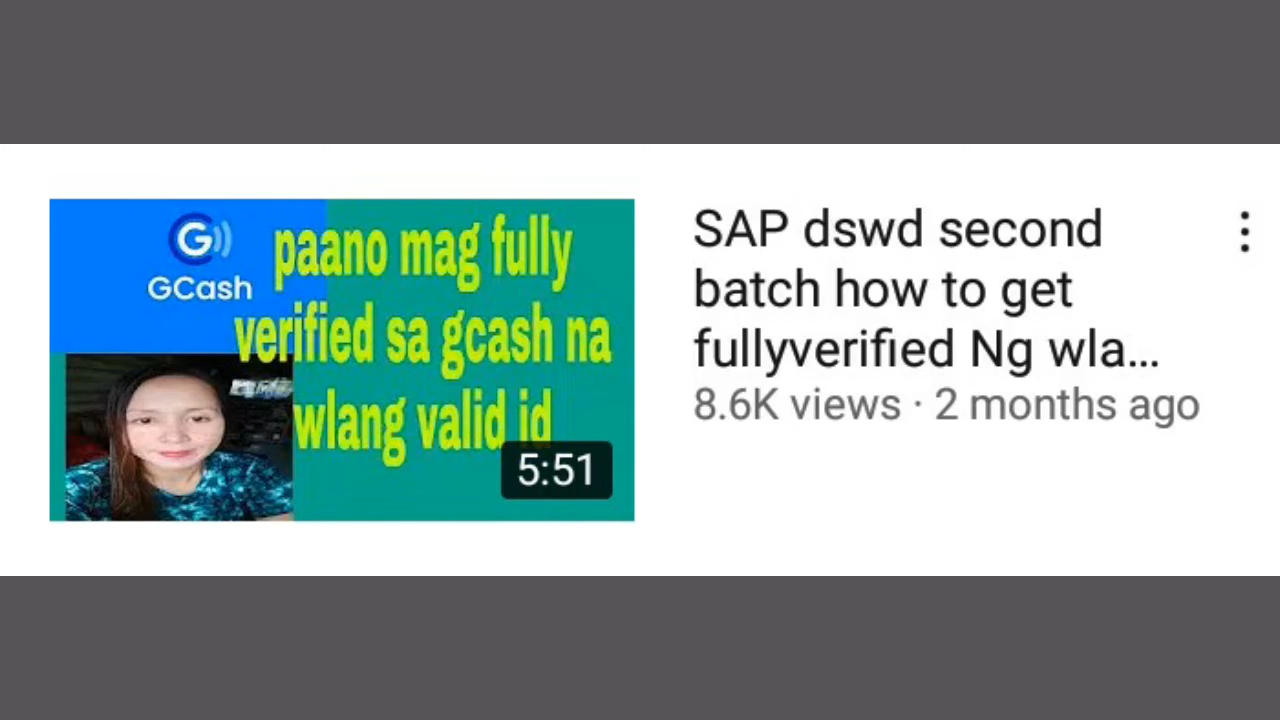 GCash
paano mag fully
verified sa gcash na
wlang valid id
5:51
SAP dswd second
batch how to get
fullyverified Ng wla...
8.6K views · 2 months ago